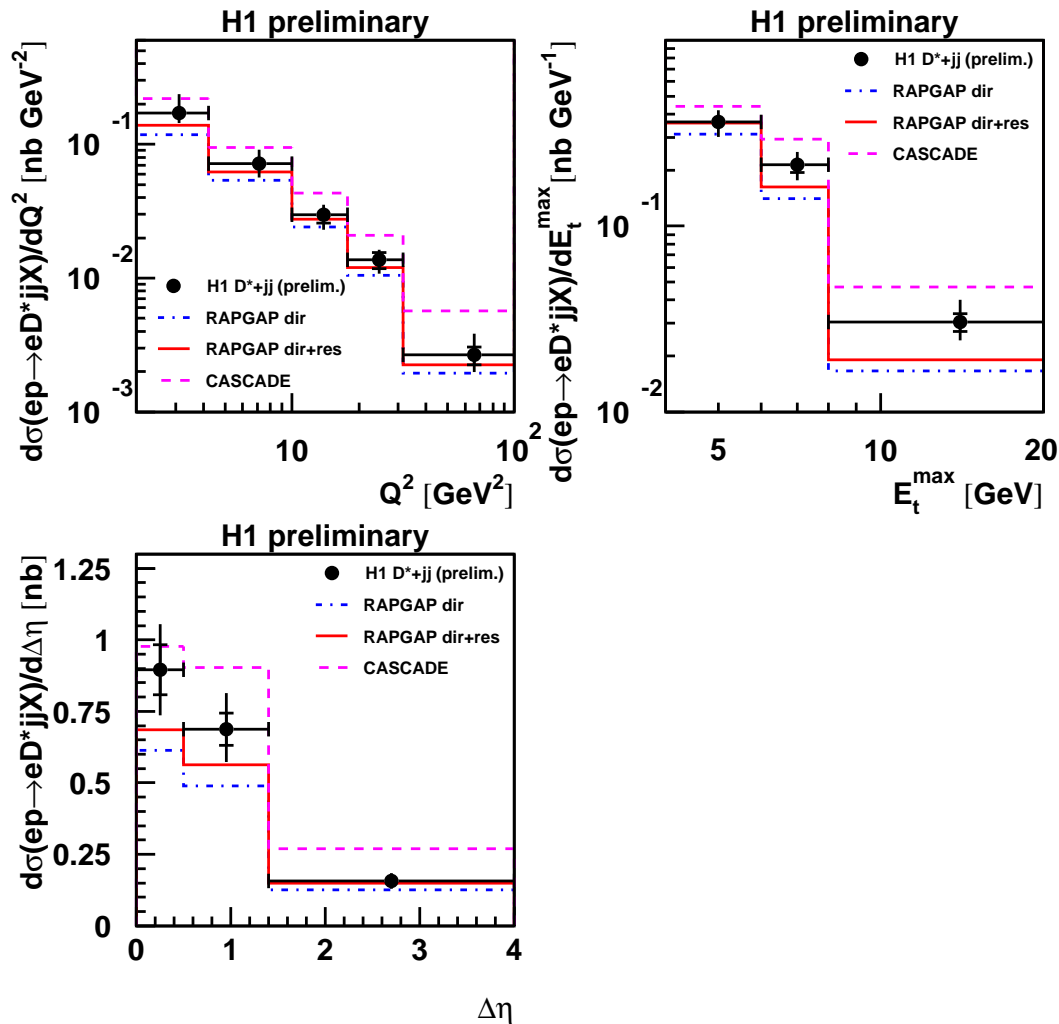 H1 preliminary
dσ(ep→eD*jjX)/dQ² [nb GeV⁻²]
10⁻¹
10⁻²
10⁻³
H1 D*+jj (prelim.)
RAPGAP dir
RAPGAP dir+res
CASCADE
10
10²
Q² [GeV²]
H1 preliminary
dσ(ep→eD*jjX)/dE_t^max [nb GeV⁻¹]
10⁻¹
10⁻²
H1 D*+jj (prelim.)
RAPGAP dir
RAPGAP dir+res
CASCADE
5
10
20
E_t^max [GeV]
H1 preliminary
dσ(ep→eD*jjX)/dΔη [nb]
1.25
1
0.75
0.5
0.25
0
H1 D*+jj (prelim.)
RAPGAP dir
RAPGAP dir+res
CASCADE
0
1
2
3
4
Δη